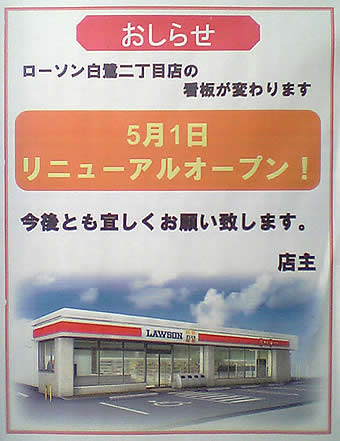 おしらせ
ローソン白鷺二丁目店の
看板が変わります
5月1日
リニューアルオープン！
今後とも宜しくお願い致します。
店主
LAWSON